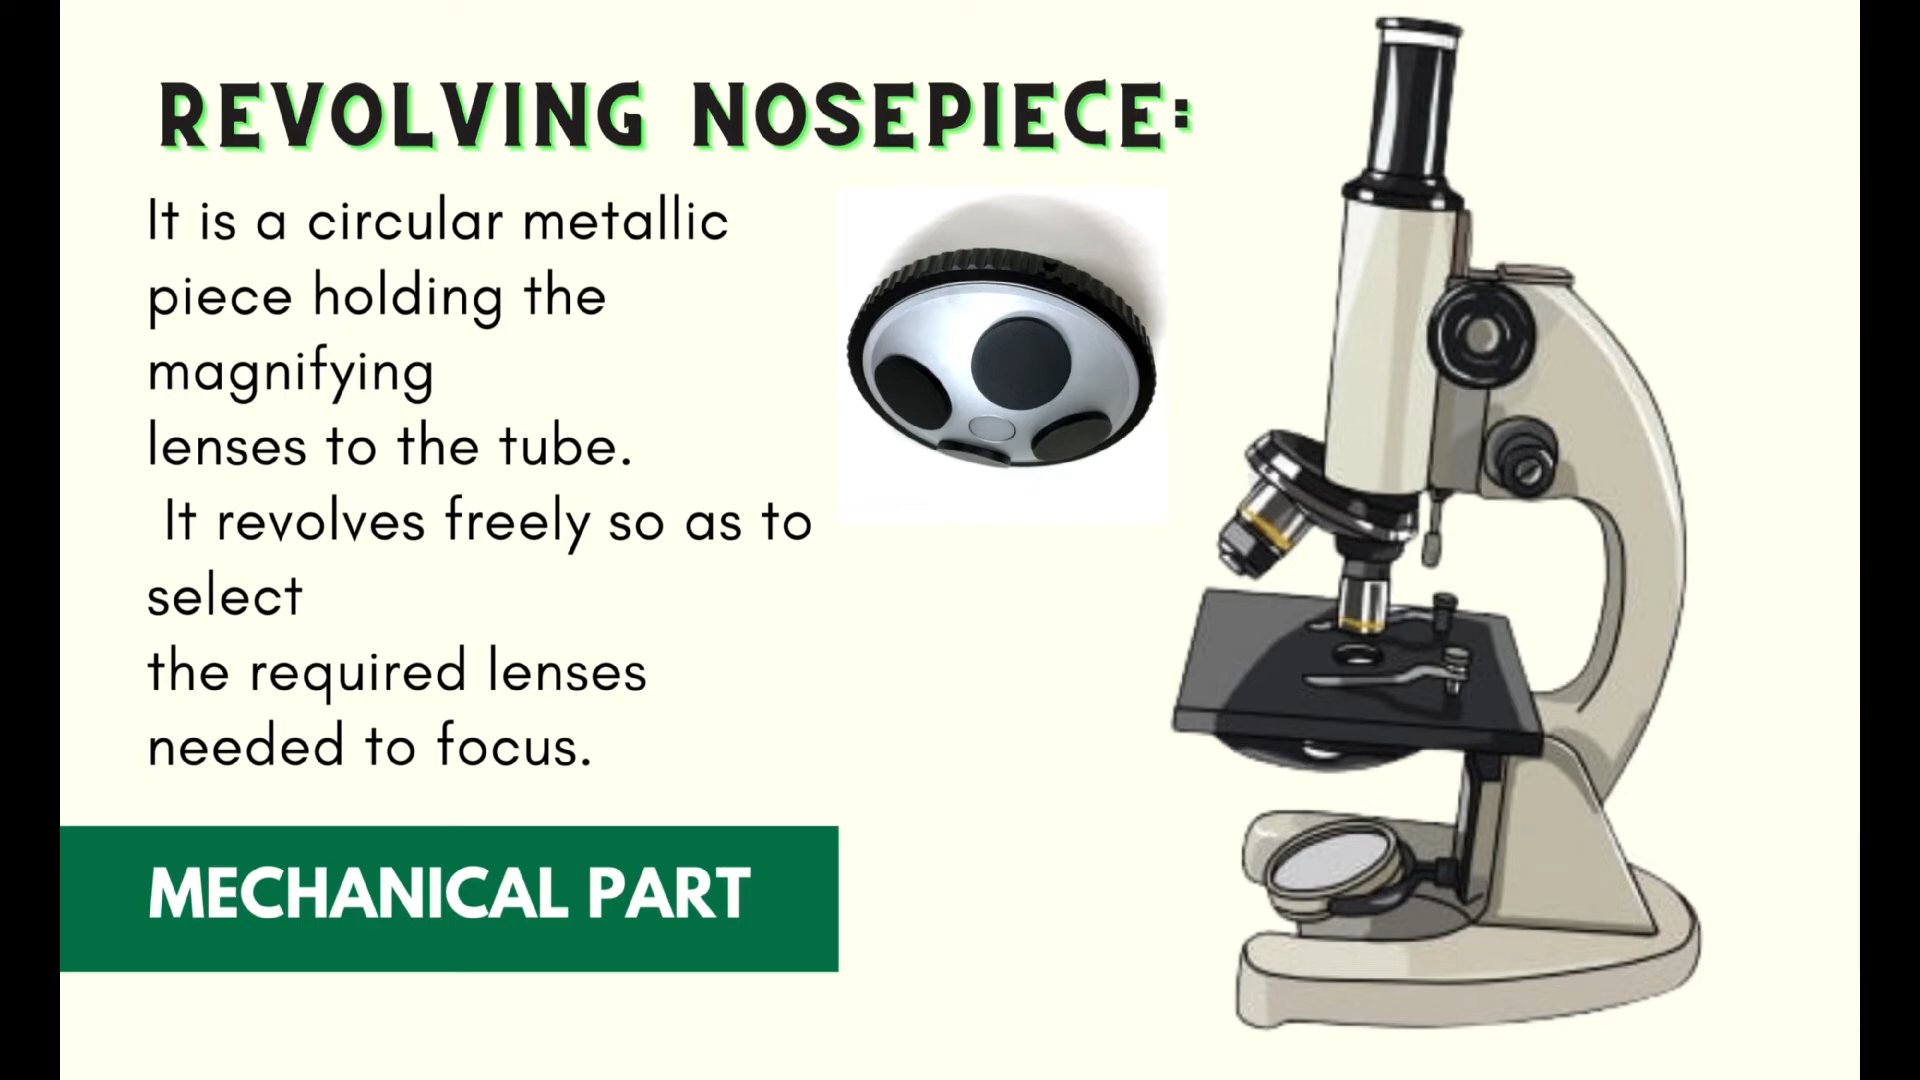 REVOLVING NOSEPIECE:
It is a circular metallic
piece holding the
magnifying
lenses to the tube.
It revolves freely so as to
select
the required lenses
needed to focus.
MECHANICAL PART